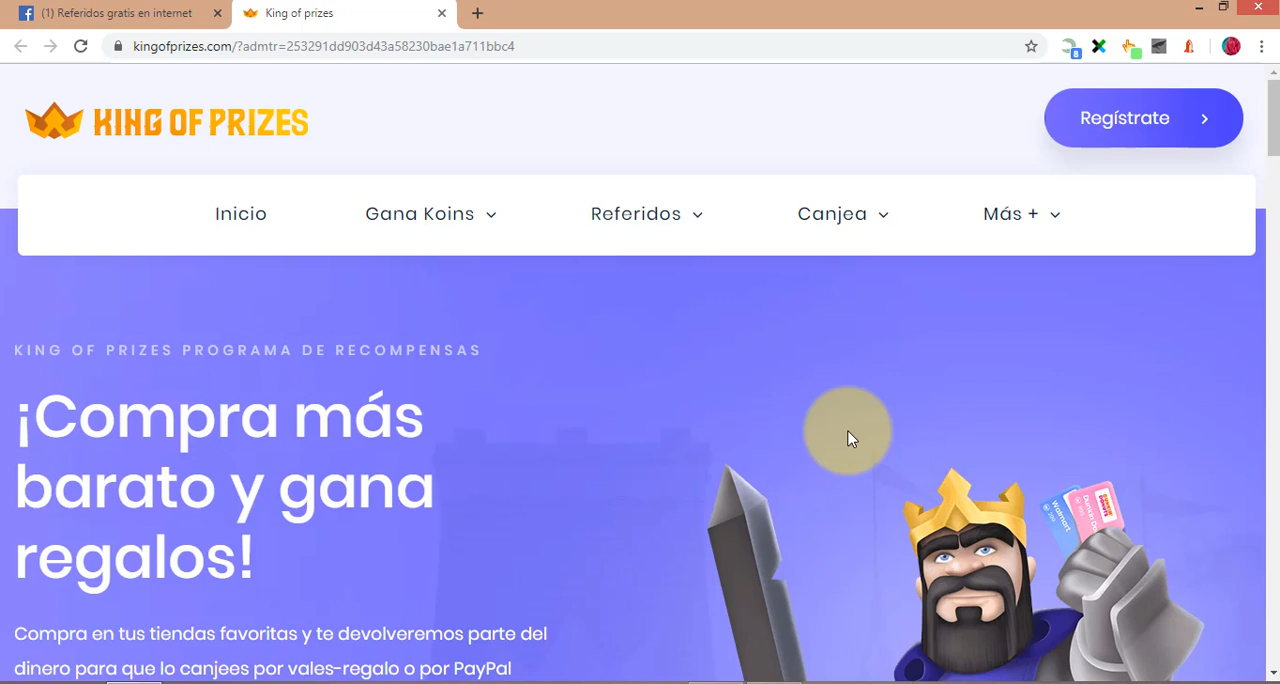 (1) Referidos gratis en internet
King of prizes
kingofprizes.com/?admtr=253291dd903d43a58230bae1a711bbc4
8
KING OF PRIZES
Regístrate
Inicio
Gana Koins
Referidos
Canjea
Más +
KING OF PRIZES PROGRAMA DE RECOMPENSAS
¡Compra más
barato y gana
regalos!
Walmart
Compra en tus tiendas favoritas y te devolveremos parte del
dinero para que lo canjees por vales-regalo o por PayPal